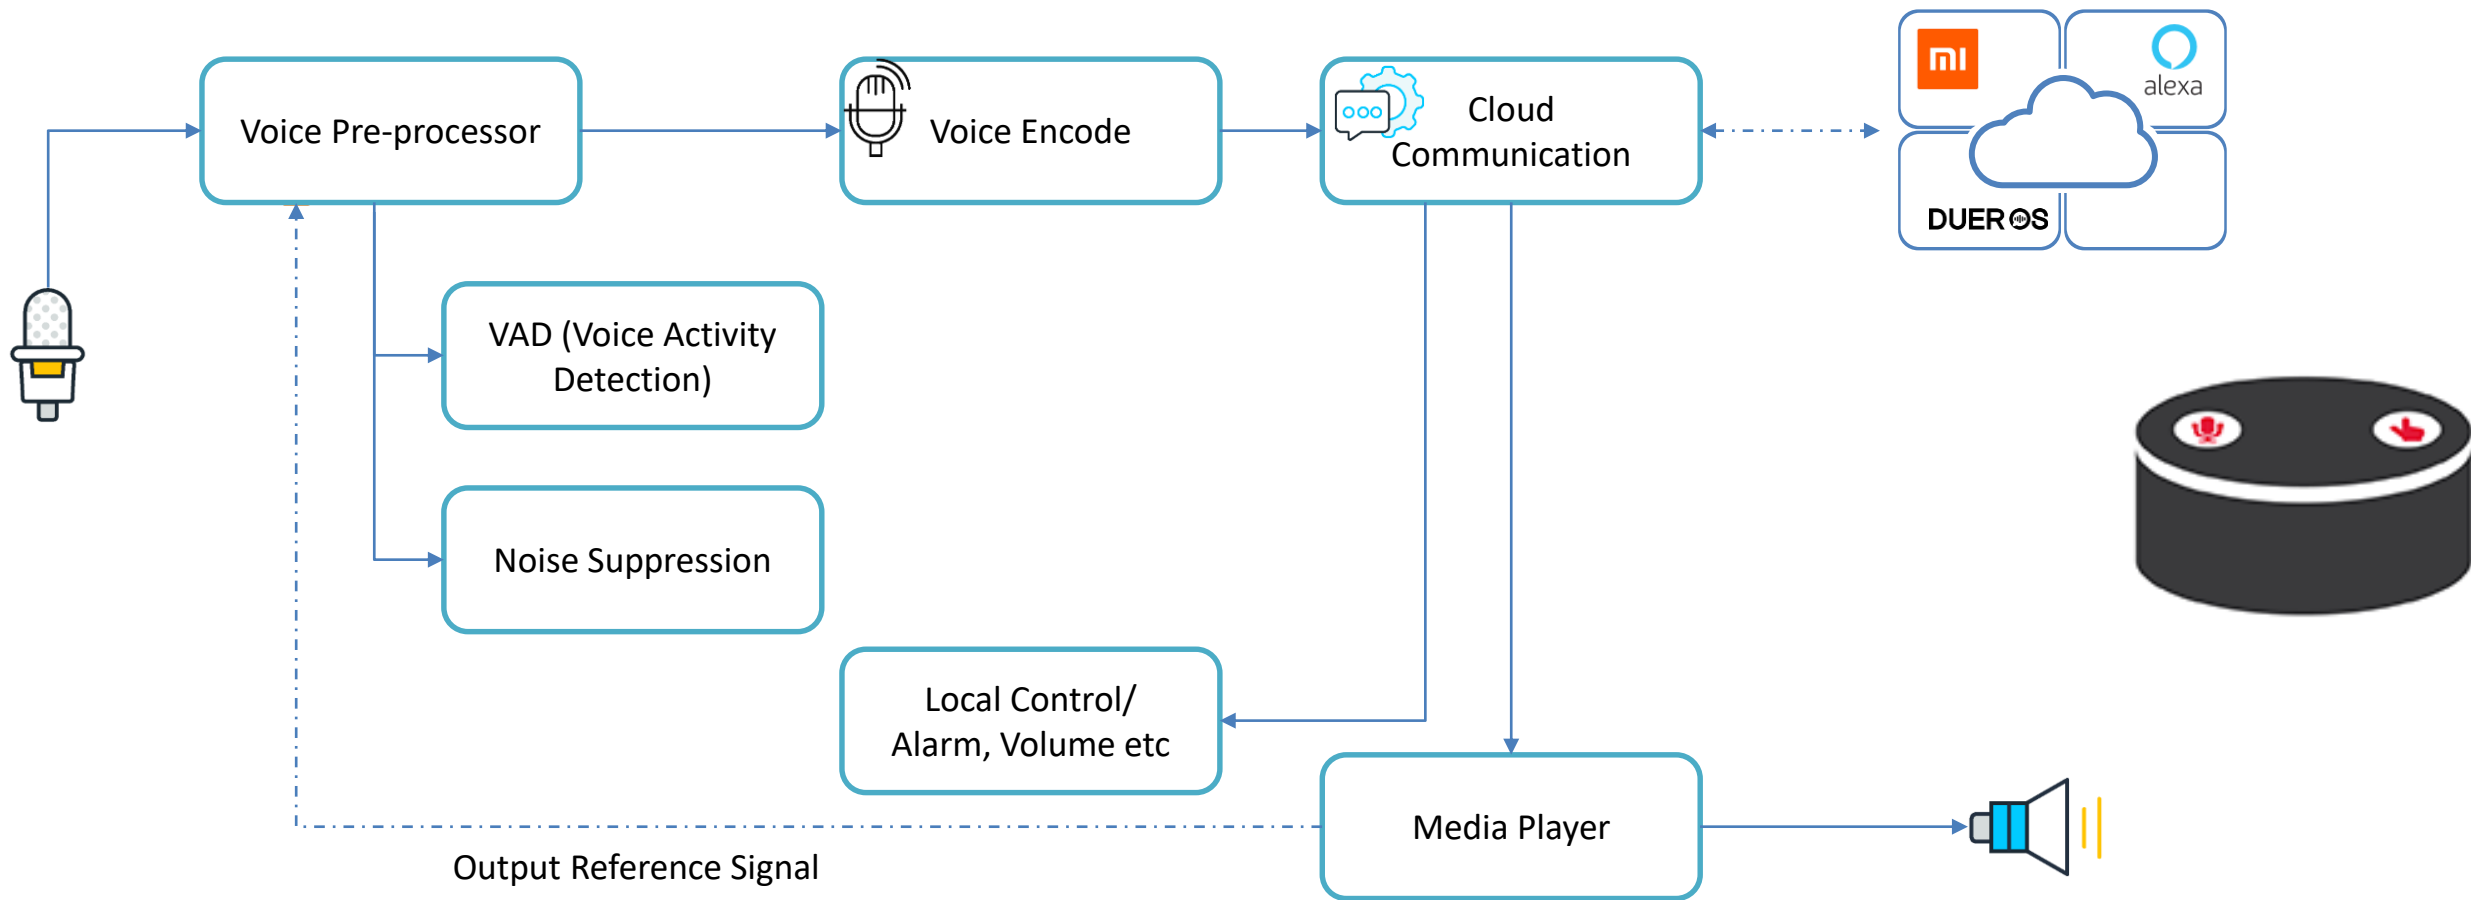 Voice Pre-processor
Voice Encode
Cloud
Communication
mi
alexa
DUEROS
VAD (Voice Activity
Detection)
Noise Suppression
Local Control/
Alarm, Volume etc
Media Player
Output Reference Signal